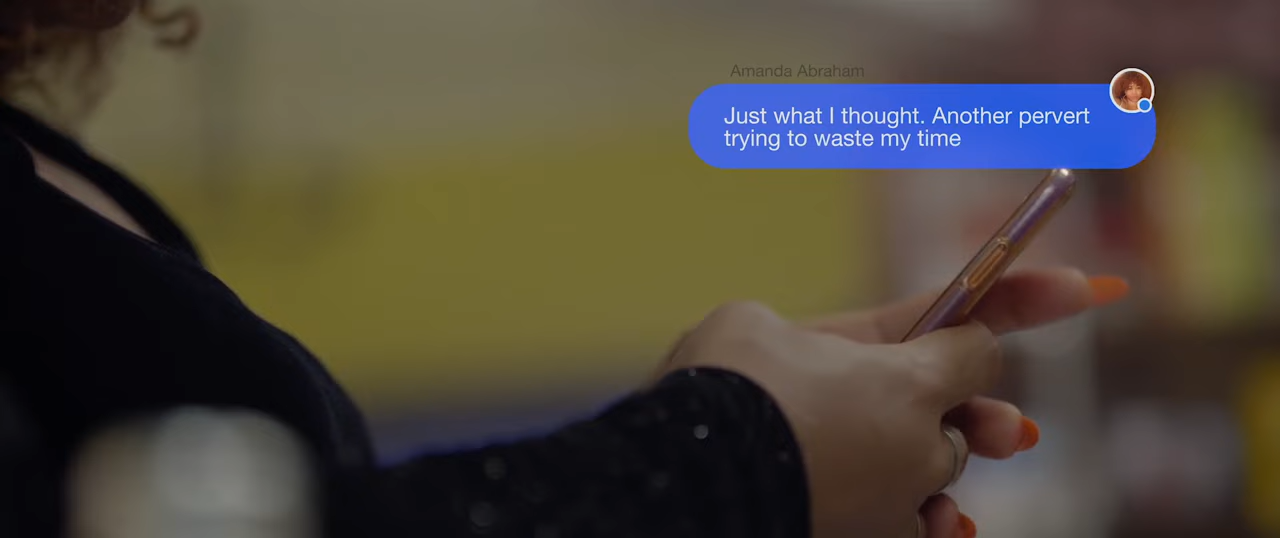 Amanda Abraham
Just what I thought. Another pervert
trying to waste my time